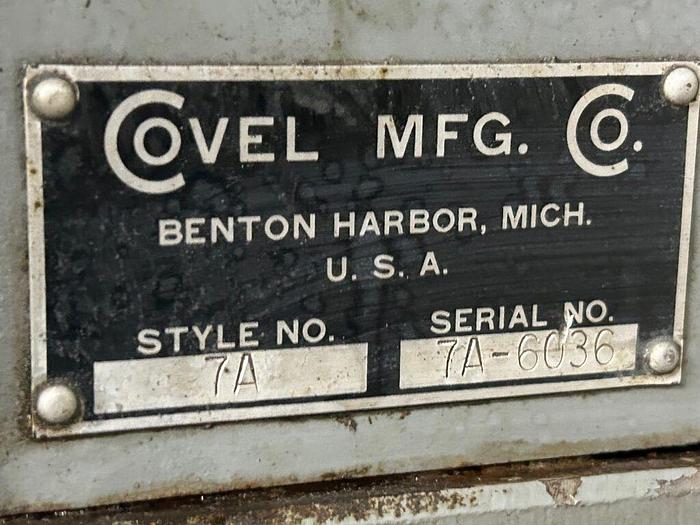 COVEL MFG. CO.
BENTON HARBOR, MICH.
U. S. A.
STYLE NO. SERIAL NO.
7A 7A-6036